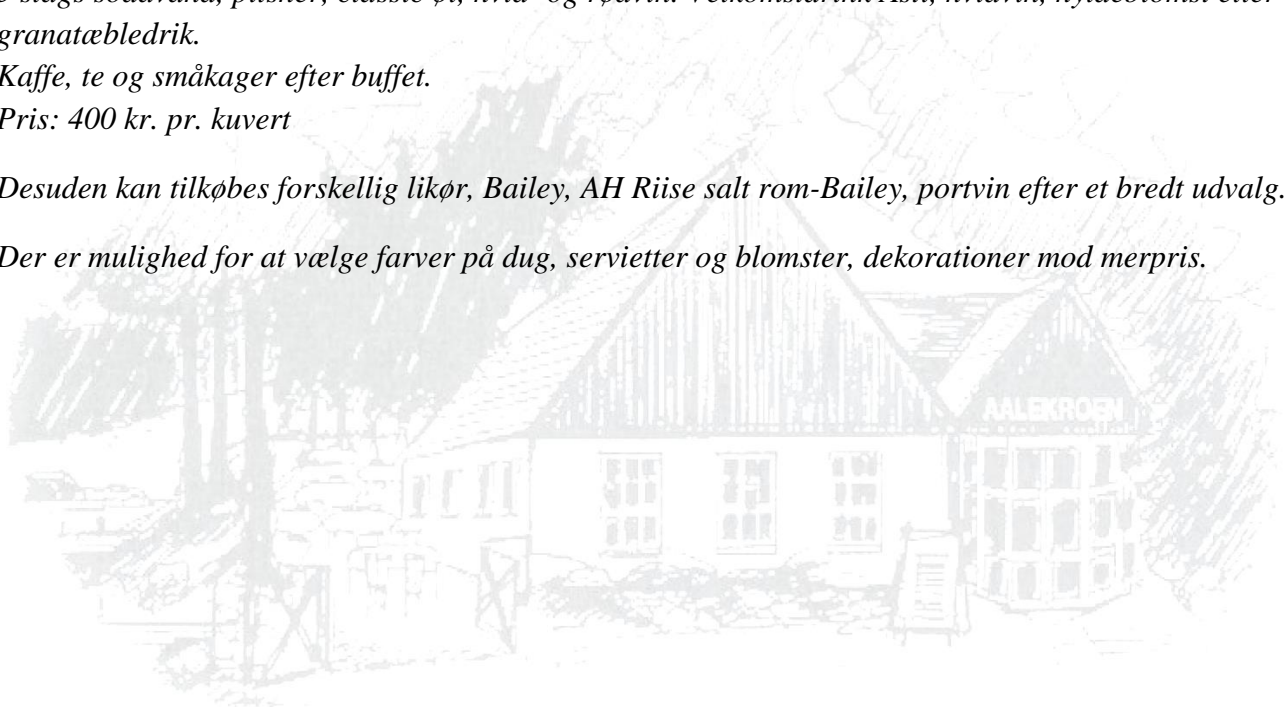 granatæbledrik.
Kaffe, te og småkager efter buffet.
Pris: 400 kr. pr. kuvert
Desuden kan tilkøbes forskellig likør, Bailey, AH Riise salt rom-Bailey, portvin efter et bredt udvalg.
Der er mulighed for at vælge farver på dug, servietter og blomster, dekorationer mod merpris.
AALEKROEN